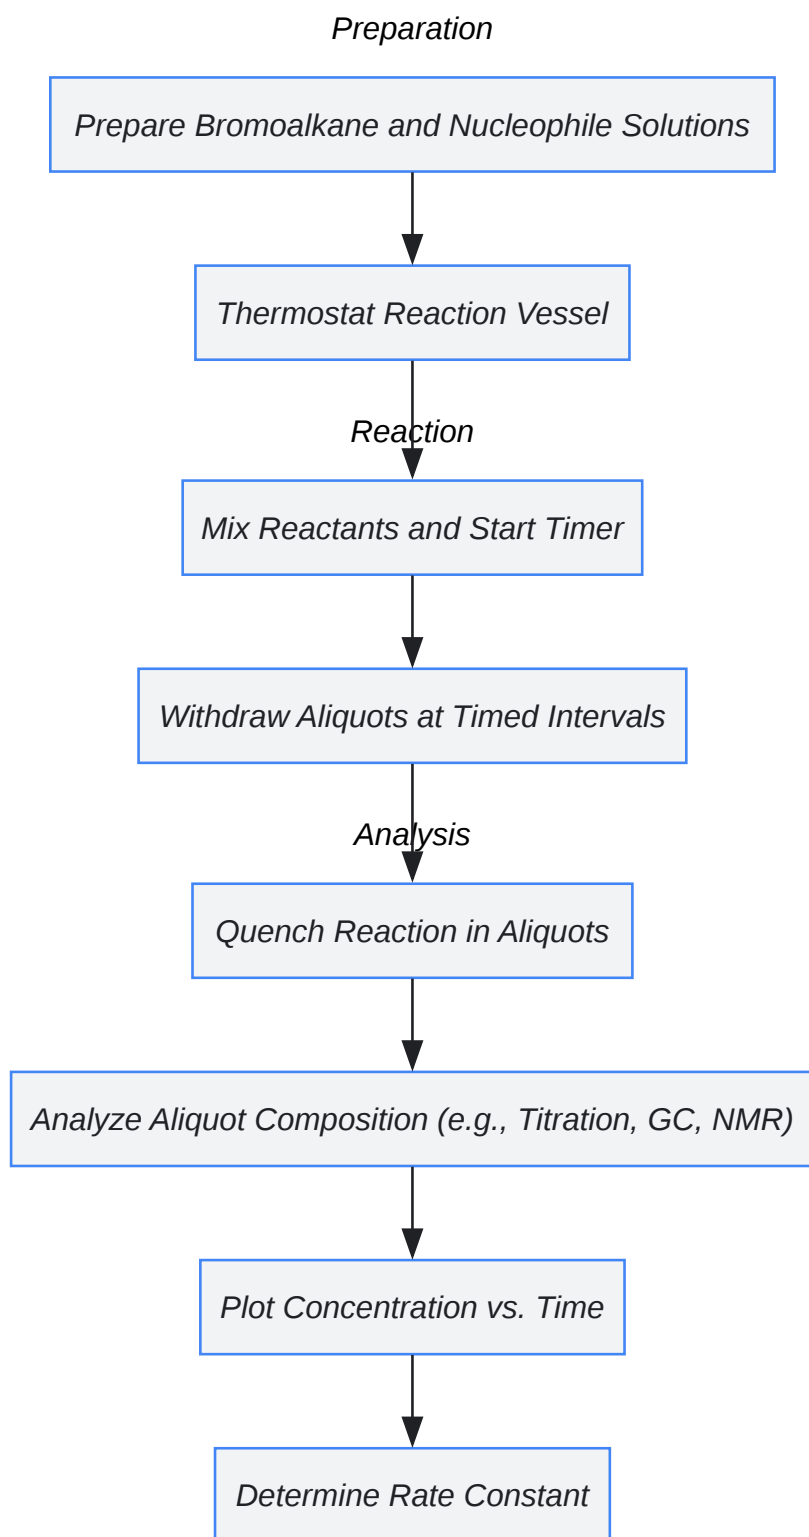 Preparation
Prepare Bromoalkane and Nucleophile Solutions
Thermostat Reaction Vessel
Reaction
Mix Reactants and Start Timer
Withdraw Aliquots at Timed Intervals
Analysis
Quench Reaction in Aliquots
Analyze Aliquot Composition (e.g., Titration, GC, NMR)
Plot Concentration vs. Time
Determine Rate Constant